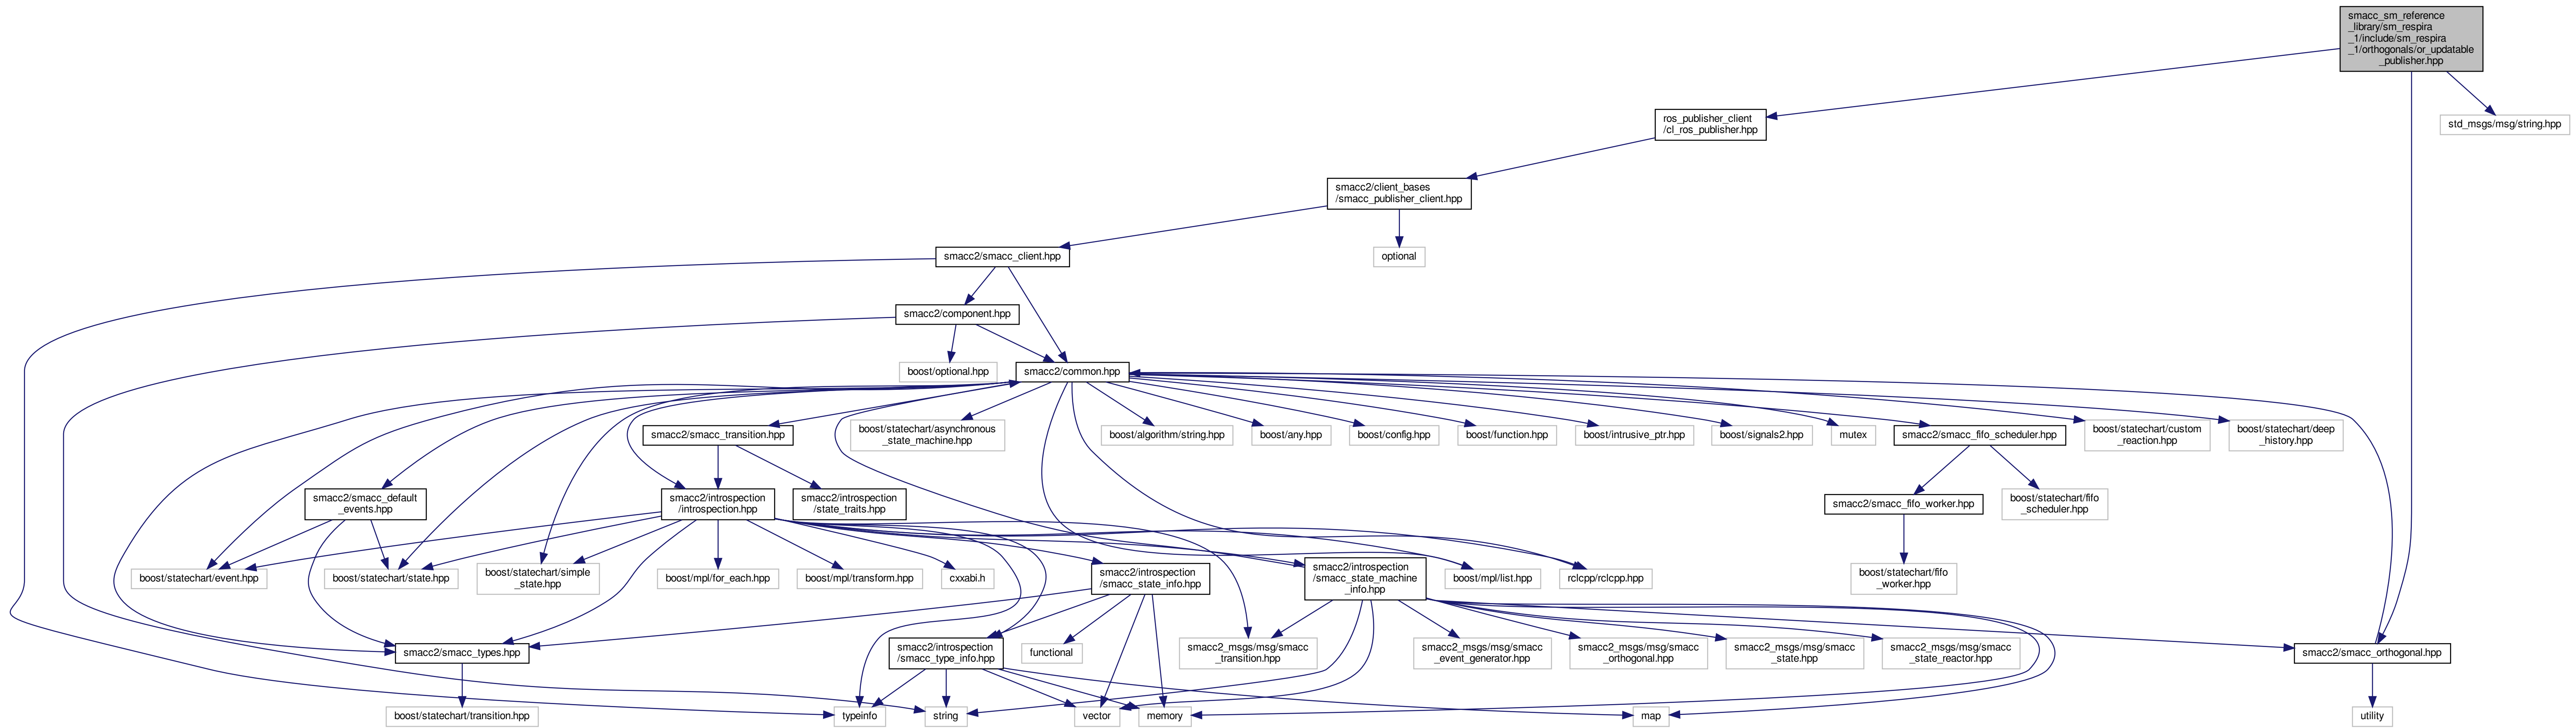 smacc_sm_reference
_library/sm_respira
_1/include/sm_respira
_1/orthogonals/or_updatable
_publisher.hpp
ros_publisher_client
/cl_ros_publisher.hpp
std_msgs/msg/string.hpp
smacc2/client_bases
/smacc_publisher_client.hpp
smacc2/smacc_client.hpp
optional
smacc2/component.hpp
boost/optional.hpp
smacc2/common.hpp
smacc2/smacc_transition.hpp
boost/statechart/asynchronous
_state_machine.hpp
boost/algorithm/string.hpp
boost/any.hpp
boost/config.hpp
boost/function.hpp
boost/intrusive_ptr.hpp
boost/signals2.hpp
mutex
smacc2/smacc_fifo_scheduler.hpp
boost/statechart/custom
_reaction.hpp
boost/statechart/deep
_history.hpp
smacc2/smacc_default
_events.hpp
smacc2/introspection
/introspection.hpp
smacc2/introspection
/state_traits.hpp
smacc2/smacc_fifo_worker.hpp
boost/statechart/fifo
_scheduler.hpp
boost/statechart/event.hpp
boost/statechart/state.hpp
boost/statechart/simple
_state.hpp
boost/mpl/for_each.hpp
boost/mpl/transform.hpp
cxxabi.h
smacc2/introspection
/smacc_state_info.hpp
smacc2/introspection
/smacc_state_machine
_info.hpp
boost/mpl/list.hpp
rclcpp/rclcpp.hpp
boost/statechart/fifo
_worker.hpp
smacc2/smacc_types.hpp
smacc2/introspection
/smacc_type_info.hpp
functional
smacc2_msgs/msg/smacc
_transition.hpp
smacc2_msgs/msg/smacc
_event_generator.hpp
smacc2_msgs/msg/smacc
_orthogonal.hpp
smacc2_msgs/msg/smacc
_state.hpp
smacc2_msgs/msg/smacc
_state_reactor.hpp
smacc2/smacc_orthogonal.hpp
boost/statechart/transition.hpp
typeinfo
string
vector
memory
map
utility